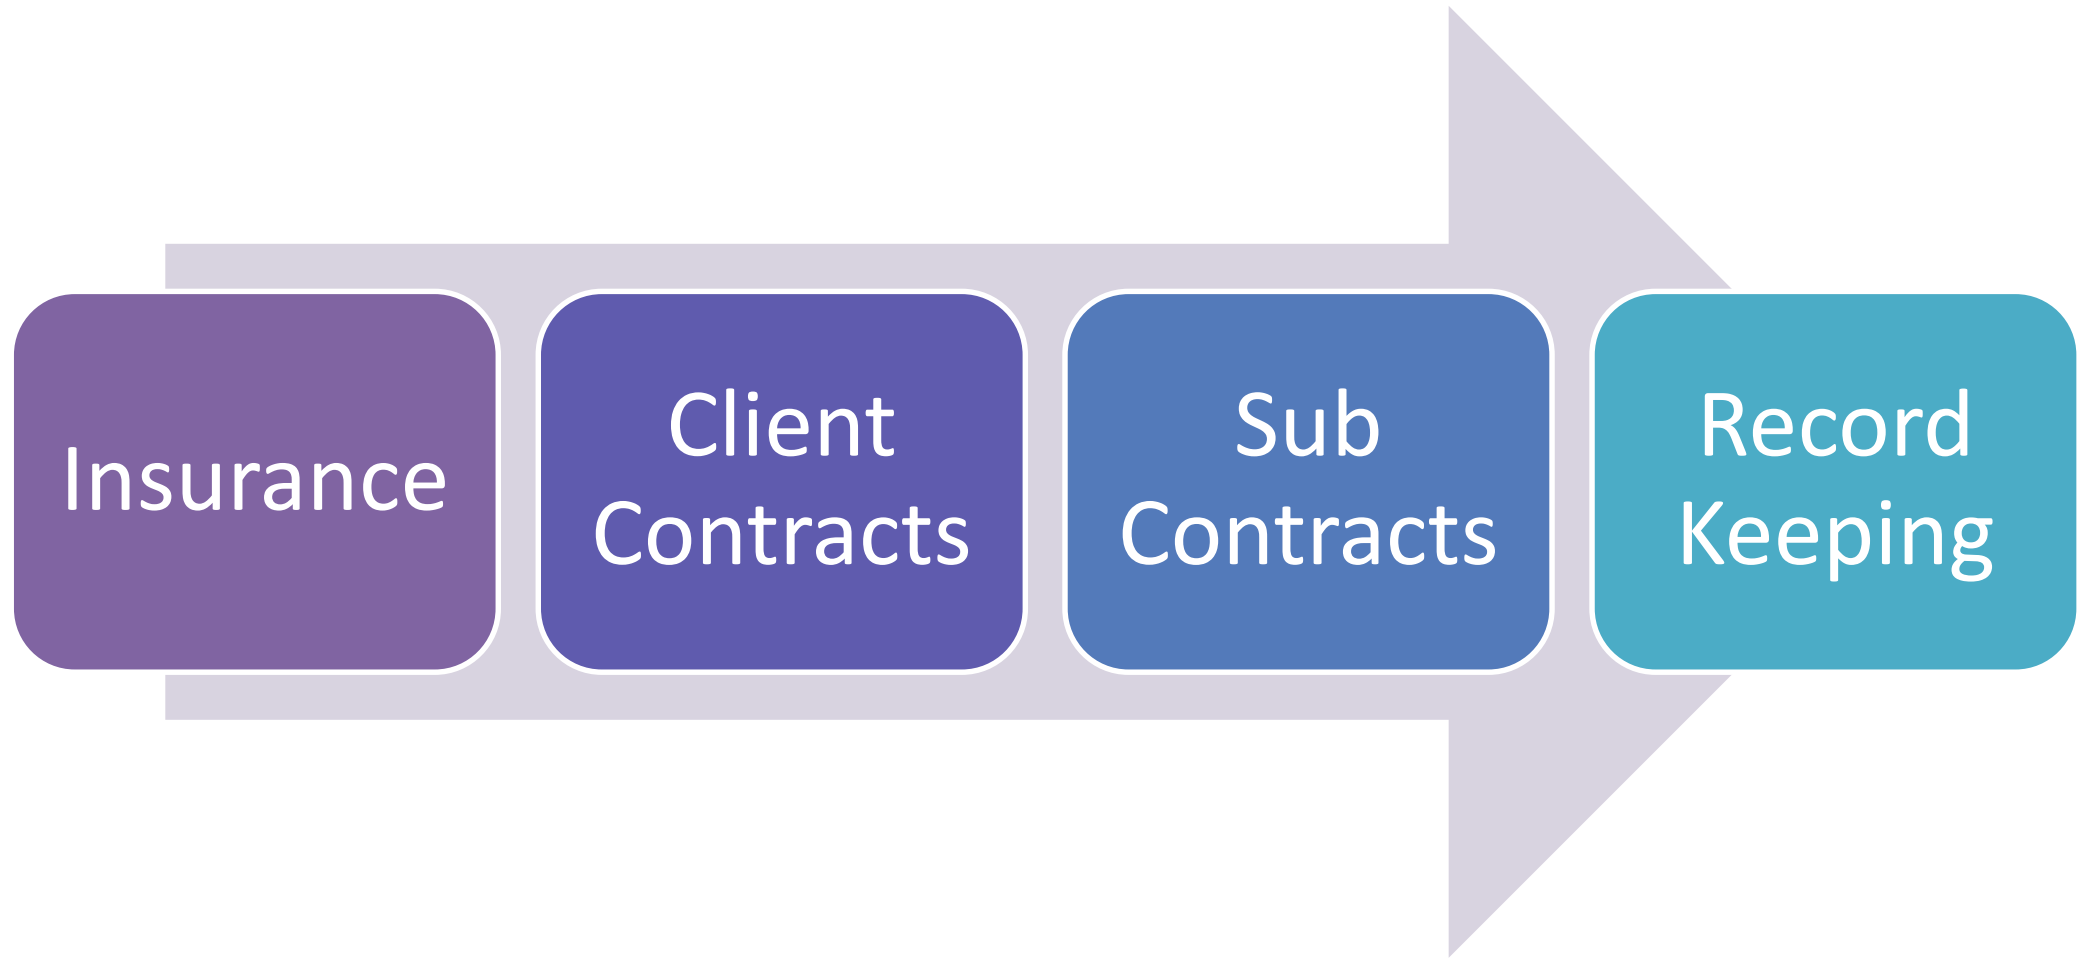 Insurance
Client
Contracts
Sub
Contracts
Record
Keeping